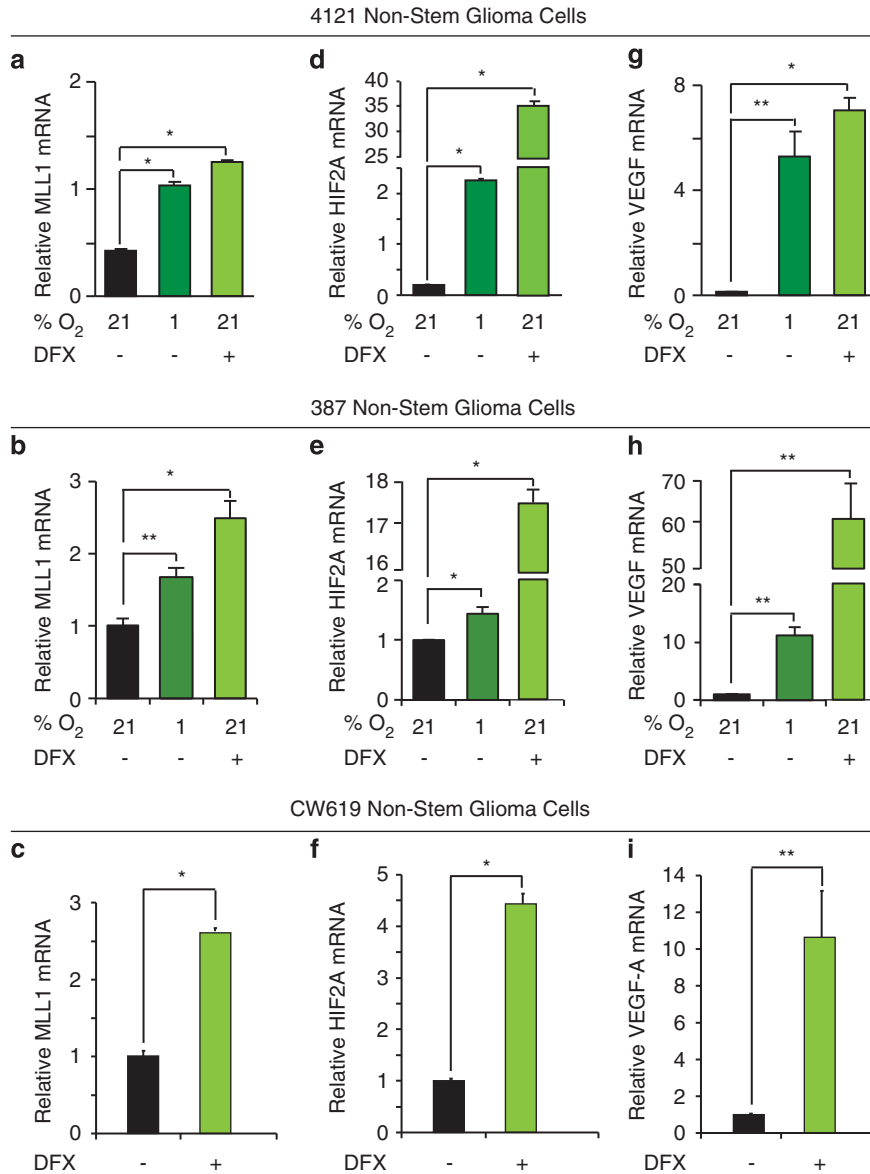 4121 Non-Stem Glioma Cells
a
Relative MLL1 mRNA
2
1
0
*
*
% O2 21 1 21
DFX - - +
d
Relative HIF2A mRNA
40
35
30
25
2
1
0
*
*
% O2 21 1 21
DFX - - +
g
Relative VEGF mRNA
8
6
4
2
0
*
**
% O2 21 1 21
DFX - - +
387 Non-Stem Glioma Cells
b
Relative MLL1 mRNA
3
2
1
0
*
**
% O2 21 1 21
DFX - - +
e
Relative HIF2A mRNA
18
17
16
2
1
0
*
*
% O2 21 1 21
DFX - - +
h
Relative VEGF mRNA
70
60
50
20
10
0
**
**
% O2 21 1 21
DFX - - +
CW619 Non-Stem Glioma Cells
c
Relative MLL1 mRNA
3
2
1
0
*
DFX - +
f
Relative HIF2A mRNA
5
4
3
2
1
0
*
DFX - +
i
Relative VEGF-A mRNA
14
12
10
8
6
4
2
0
**
DFX - +